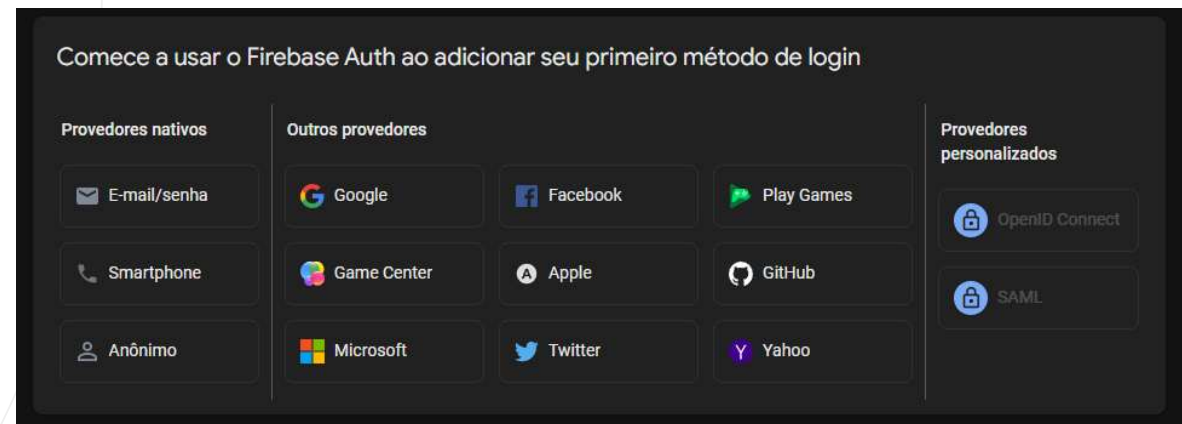 Comece a usar o Firebase Auth ao adicionar seu primeiro método de login
Provedores nativos
E-mail/senha
Smartphone
Anônimo
Outros provedores
Google
Facebook
Play Games
Game Center
Apple
GitHub
Microsoft
Twitter
Yahoo
Provedores
personalizados
OpenID Connect
SAML